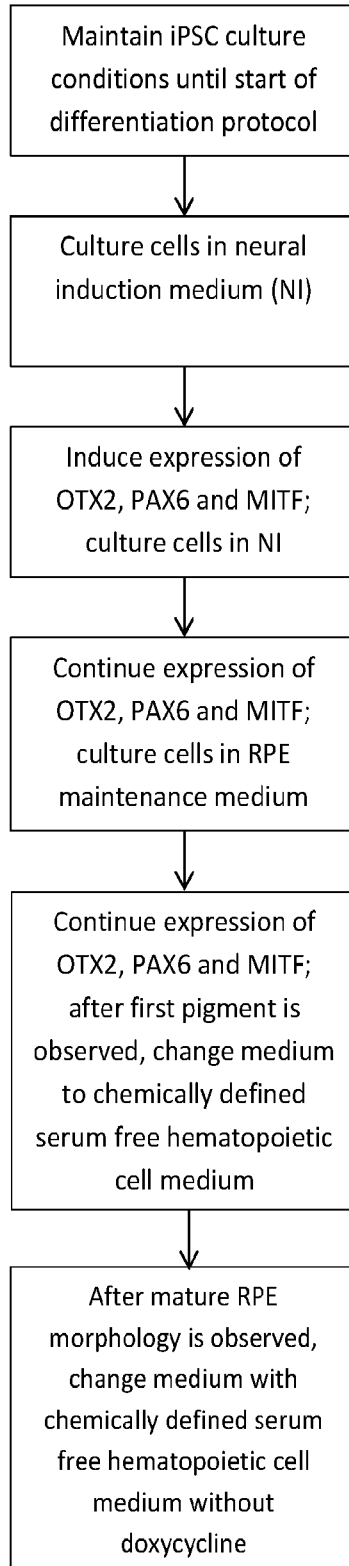 Maintain iPSC culture
conditions until start of
differentiation protocol
Culture cells in neural
induction medium (NI)
Induce expression of
OTX2, PAX6 and MITF;
culture cells in NI
Continue expression of
OTX2, PAX6 and MITF;
culture cells in RPE
maintenance medium
Continue expression of
OTX2, PAX6 and MITF;
after first pigment is
observed, change medium
to chemically defined
serum free hematopoietic
cell medium
After mature RPE
morphology is observed,
change medium with
chemically defined serum
free hematopoietic cell
medium without
doxycycline